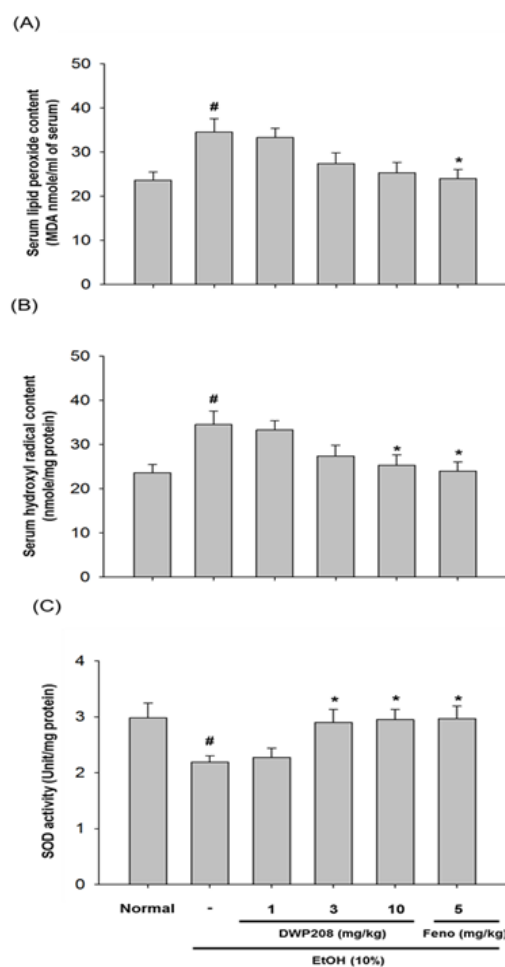 (A)
Serum lipid peroxide content
(MDA nmole/ml of serum)
50
40
30
20
10
0
#
*
(B)
Serum hydroxyl radical content
(nmole/mg protein)
50
40
30
20
10
0
#
*
*
(C)
SOD activity (Unit/mg protein)
4
3
2
1
0
#
*
*
*
Normal - 1 3 10 5
DWP208 (mg/kg) Feno (mg/kg)
EtOH (10%)